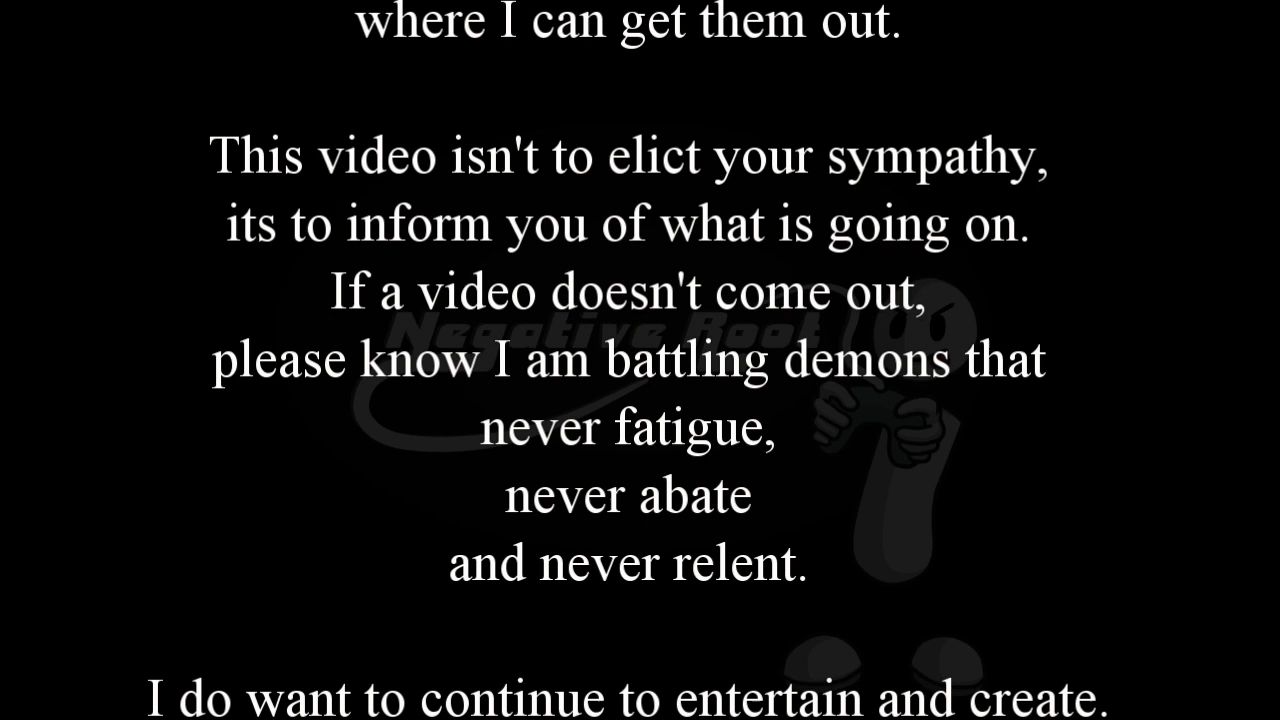 where I can get them out.
This video isn't to elict your sympathy,
its to inform you of what is going on.
If a video doesn't come out,
Negative Root
please know I am battling demons that
never fatigue,
never abate
and never relent.
I do want to continue to entertain and create.